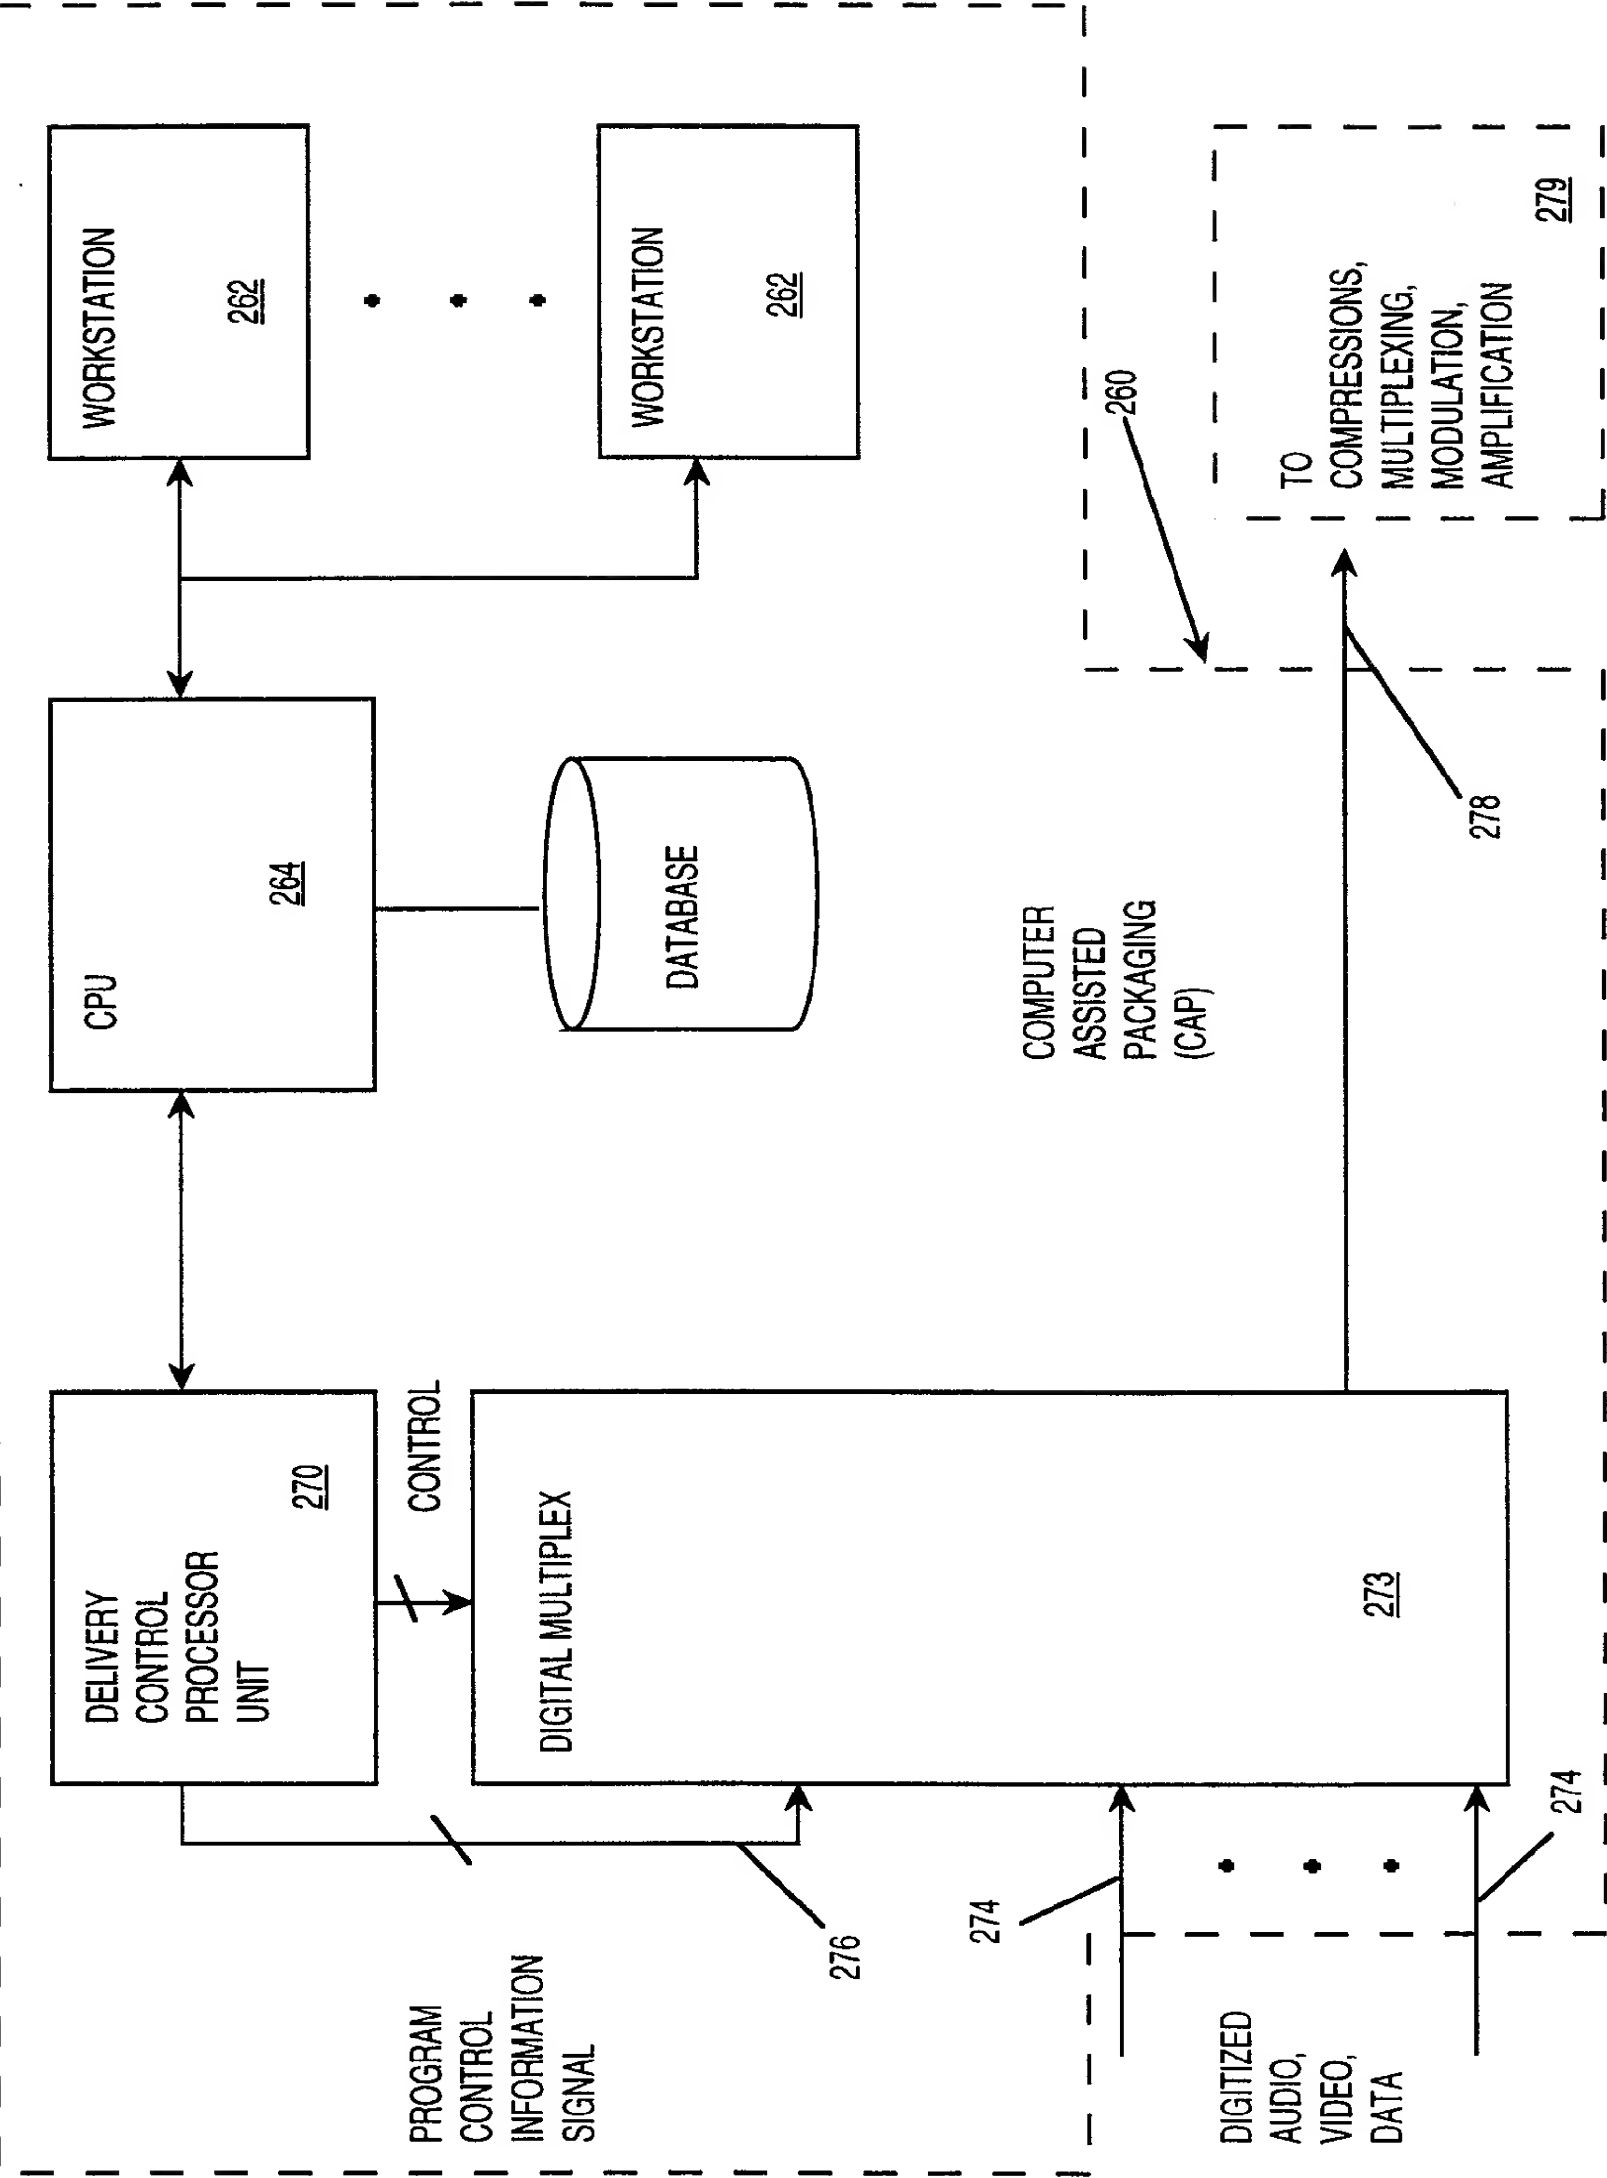 DELIVERY
CONTROL
PROCESSOR
UNIT
270
CPU
264
WORKSTATION
262
WORKSTATION
262
DATABASE
CONTROL
PROGRAM
CONTROL
INFORMATION
SIGNAL
276
DIGITAL MULTIPLEX
273
COMPUTER
ASSISTED
PACKAGING
(CAP)
260
274
DIGITIZED
AUDIO,
VIDEO,
DATA
274
278
TO
COMPRESSIONS,
MULTIPLEXING,
MODULATION,
AMPLIFICATION
279